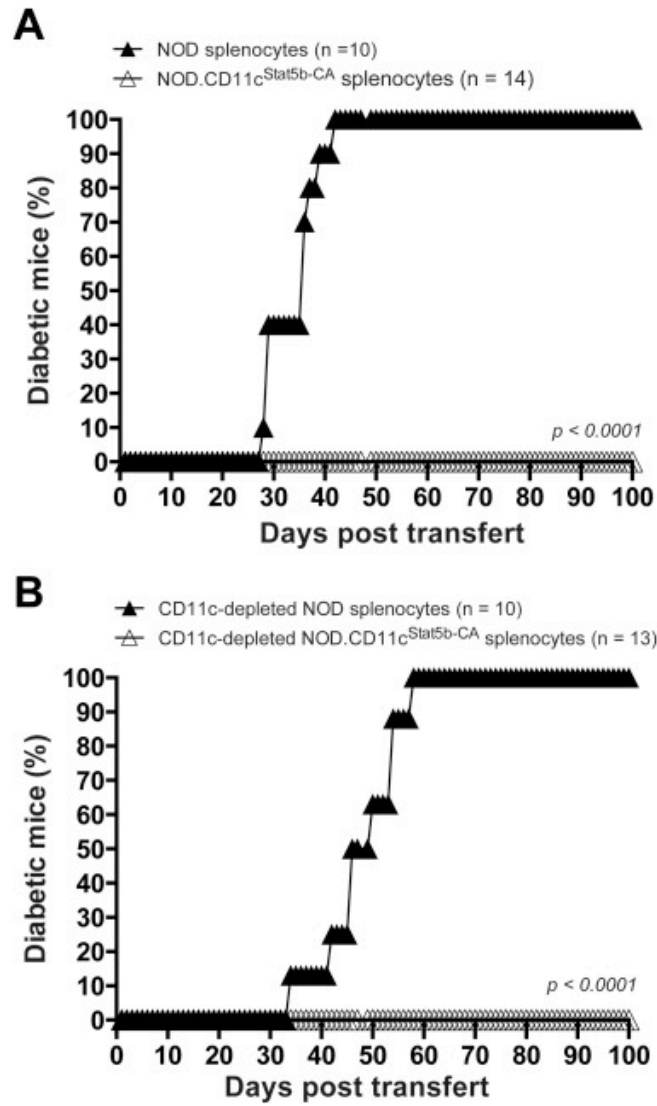 A
NOD splenocytes (n =10)
NOD.CD11cStat5b-CA splenocytes (n = 14)
Diabetic mice (%)
100
90
80
70
60
50
40
30
20
10
0
p < 0.0001
0 10 20 30 40 50 60 70 80 90 100
Days post transfert
B
CD11c-depleted NOD splenocytes (n = 10)
CD11c-depleted NOD.CD11cStat5b-CA splenocytes (n = 13)
Diabetic mice (%)
100
90
80
70
60
50
40
30
20
10
0
p < 0.0001
0 10 20 30 40 50 60 70 80 90 100
Days post transfert